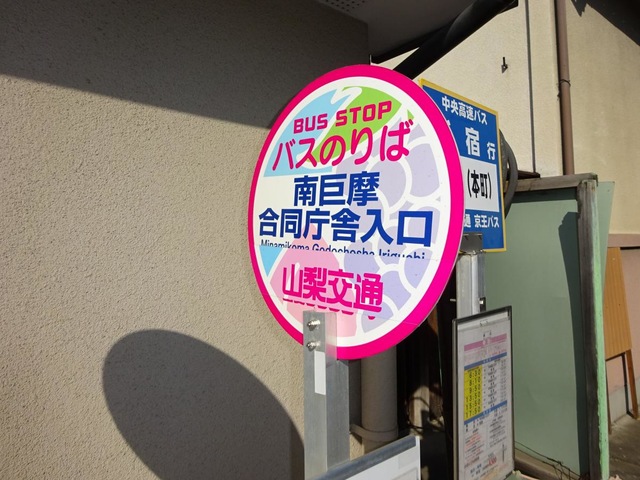 BUS STOP
バスのりば
南巨摩
合同庁舎入口
Minamikoma Godochosha Iriguchi
山梨交通
中央高速バス
宿行
(本町)
通 京王バス